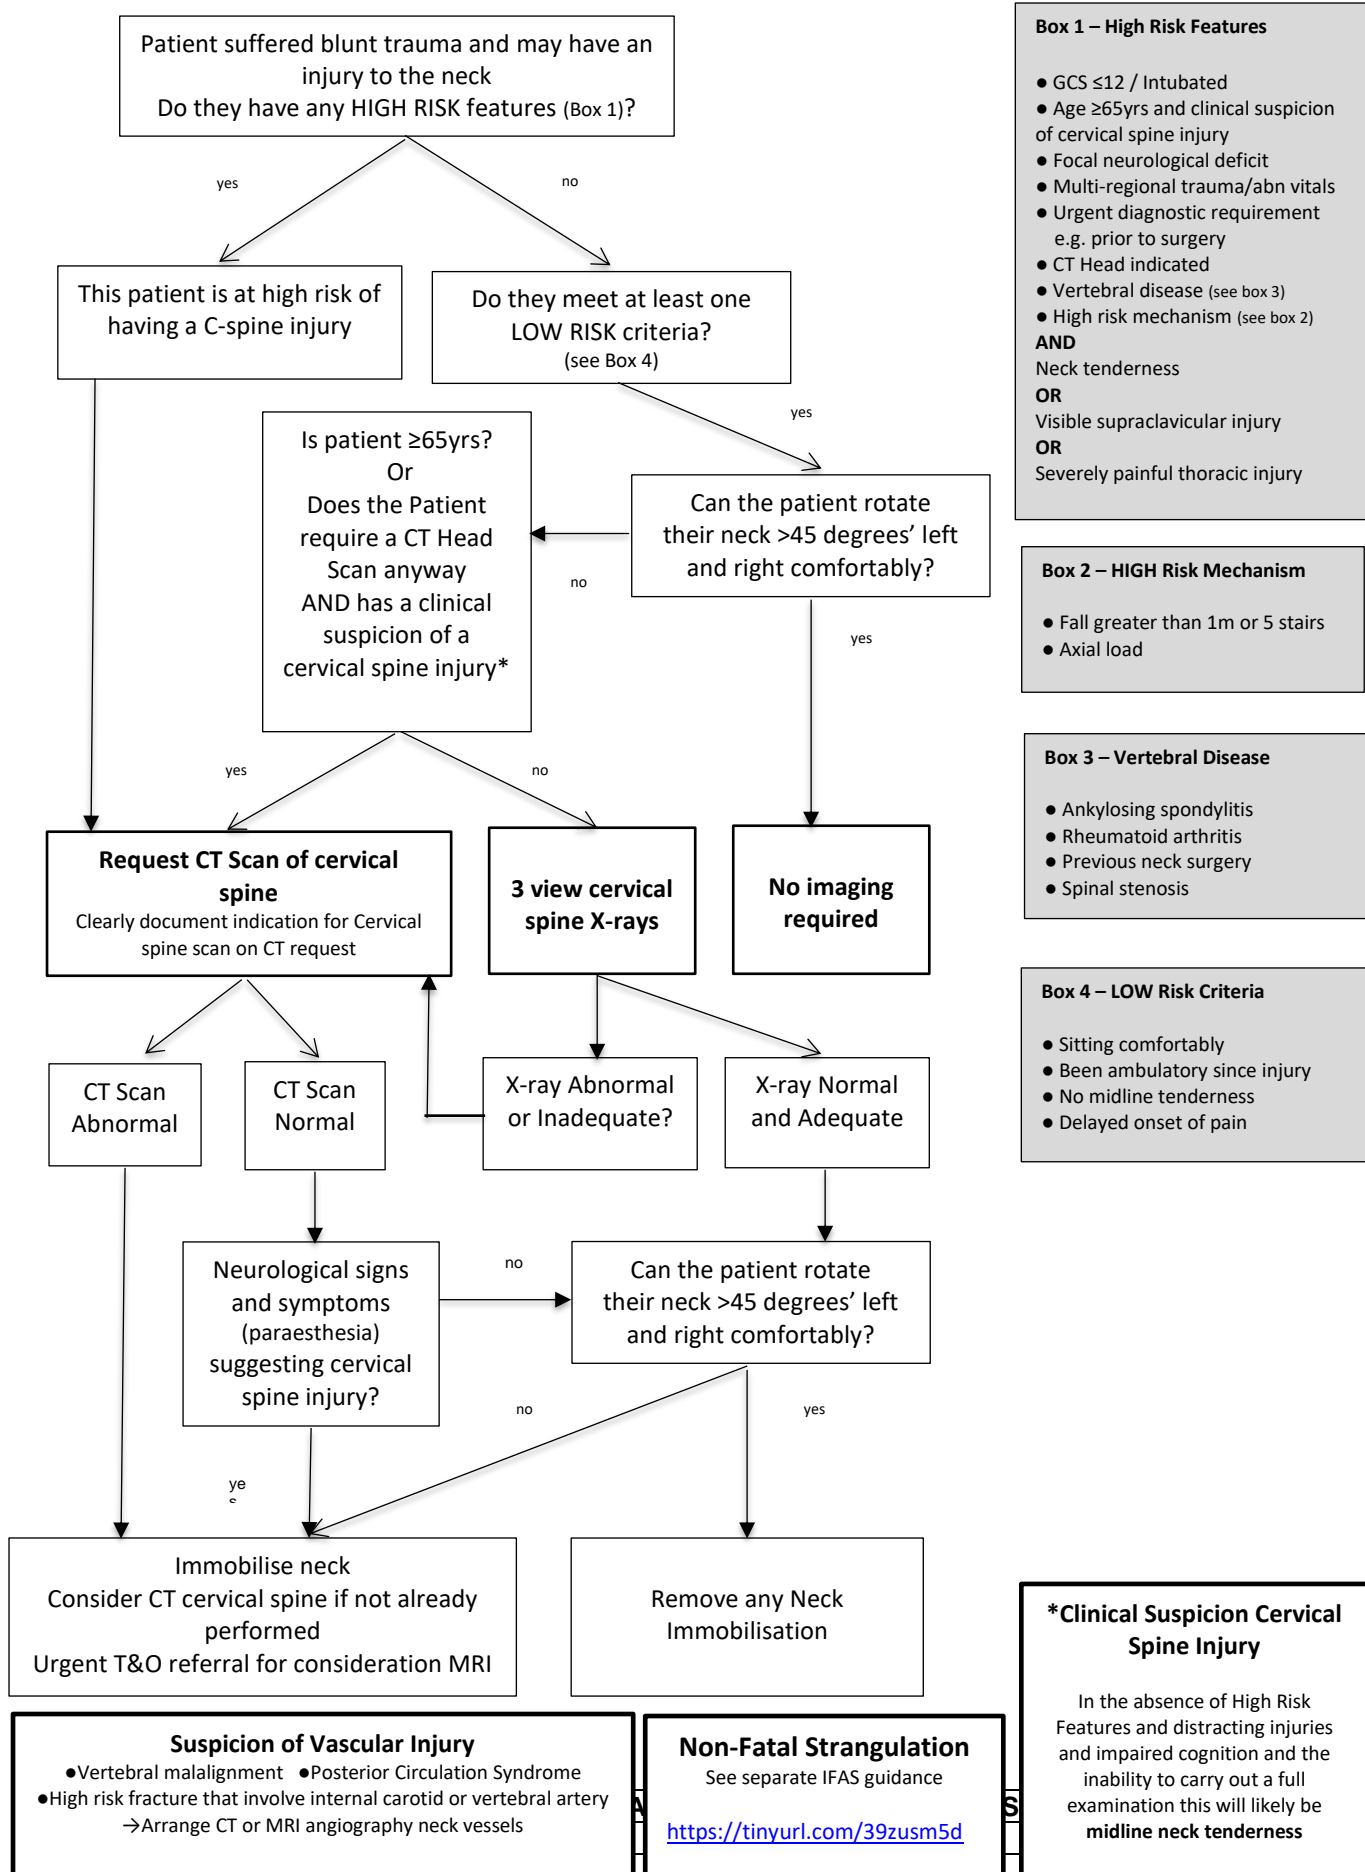 Patient suffered blunt trauma and may have an
injury to the neck
Do they have any HIGH RISK features (Box 1)?
yes
no
This patient is at high risk of
having a C-spine injury
Do they meet at least one
LOW RISK criteria?
(see Box 4)
yes
Is patient ≥65yrs?
Or
Does the Patient
require a CT Head
Scan anyway
AND has a clinical
suspicion of a
cervical spine injury*
Can the patient rotate
their neck >45 degrees’ left
and right comfortably?
no
yes
yes
no
Request CT Scan of cervical
spine
Clearly document indication for Cervical
spine scan on CT request
3 view cervical
spine X-rays
No imaging
required
CT Scan
Abnormal
CT Scan
Normal
X-ray Abnormal
or Inadequate?
X-ray Normal
and Adequate
Neurological signs
and symptoms
(paraesthesia)
suggesting cervical
spine injury?
no
Can the patient rotate
their neck >45 degrees’ left
and right comfortably?
no
yes
ye
s
Immobilise neck
Consider CT cervical spine if not already
performed
Urgent T&O referral for consideration MRI
Remove any Neck
Immobilisation
Suspicion of Vascular Injury
●Vertebral malalignment ●Posterior Circulation Syndrome
●High risk fracture that involve internal carotid or vertebral artery
→Arrange CT or MRI angiography neck vessels
Non-Fatal Strangulation
See separate IFAS guidance
https://tinyurl.com/39zusm5d
Box 1 – High Risk Features
● GCS ≤12 / Intubated
● Age ≥65yrs and clinical suspicion
of cervical spine injury
● Focal neurological deficit
● Multi-regional trauma/abn vitals
● Urgent diagnostic requirement
e.g. prior to surgery
● CT Head indicated
● Vertebral disease (see box 3)
● High risk mechanism (see box 2)
AND
Neck tenderness
OR
Visible supraclavicular injury
OR
Severely painful thoracic injury
Box 2 – HIGH Risk Mechanism
● Fall greater than 1m or 5 stairs
● Axial load
Box 3 – Vertebral Disease
● Ankylosing spondylitis
● Rheumatoid arthritis
● Previous neck surgery
● Spinal stenosis
Box 4 – LOW Risk Criteria
● Sitting comfortably
● Been ambulatory since injury
● No midline tenderness
● Delayed onset of pain
*Clinical Suspicion Cervical
Spine Injury
In the absence of High Risk
Features and distracting injuries
and impaired cognition and the
inability to carry out a full
examination this will likely be
midline neck tenderness